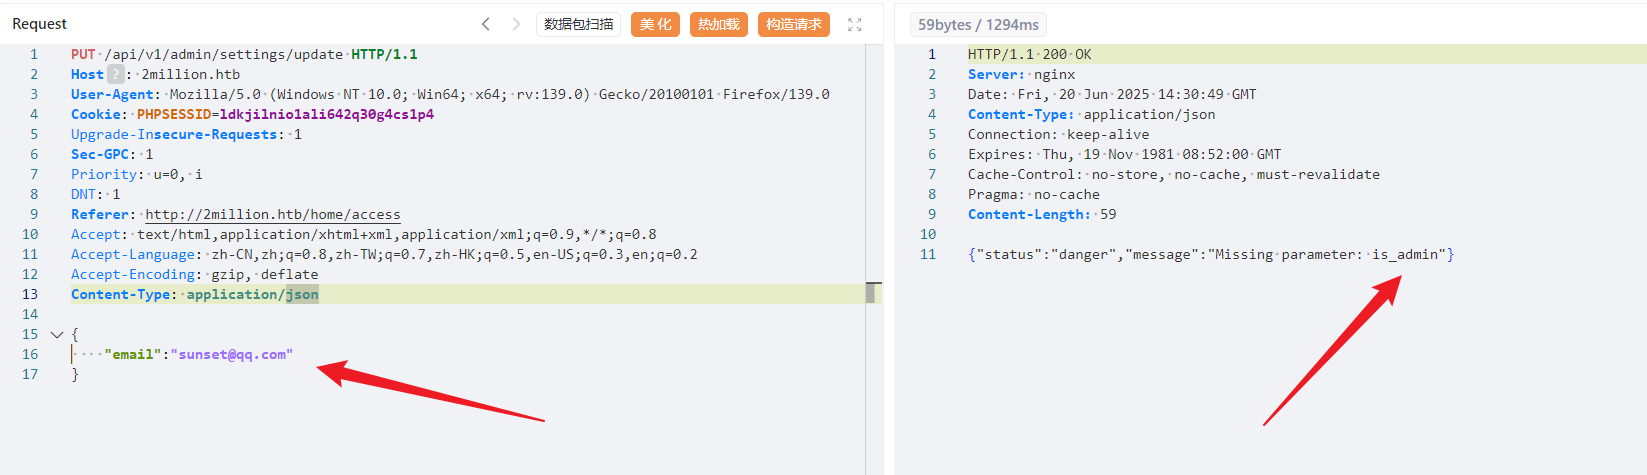 Request
数据包扫描
美化
热加载
构造请求
1 PUT /api/v1/admin/settings/update HTTP/1.1
2 Host ? : 2million.htb
3 User-Agent: Mozilla/5.0 (Windows NT 10.0; Win64; x64; rv:139.0) Gecko/20100101 Firefox/139.0
4 Cookie: PHPSESSID=ldkjilnio1ali642q30g4cs1p4
5 Upgrade-Insecure-Requests: 1
6 Sec-GPC: 1
7 Priority: u=0, i
8 DNT: 1
9 Referer: http://2million.htb/home/access
10 Accept: text/html,application/xhtml+xml,application/xml;q=0.9,*/*;q=0.8
11 Accept-Language: zh-CN,zh;q=0.8,zh-TW;q=0.7,zh-HK;q=0.5,en-US;q=0.3,en;q=0.2
12 Accept-Encoding: gzip, deflate
13 Content-Type: application/json
14
15 {
16 "email":"sunset@qq.com"
17 }
59bytes / 1294ms
1 HTTP/1.1 200 OK
2 Server: nginx
3 Date: Fri, 20 Jun 2025 14:30:49 GMT
4 Content-Type: application/json
5 Connection: keep-alive
6 Expires: Thu, 19 Nov 1981 08:52:00 GMT
7 Cache-Control: no-store, no-cache, must-revalidate
8 Pragma: no-cache
9 Content-Length: 59
10
11 {"status":"danger","message":"Missing parameter: is_admin"}